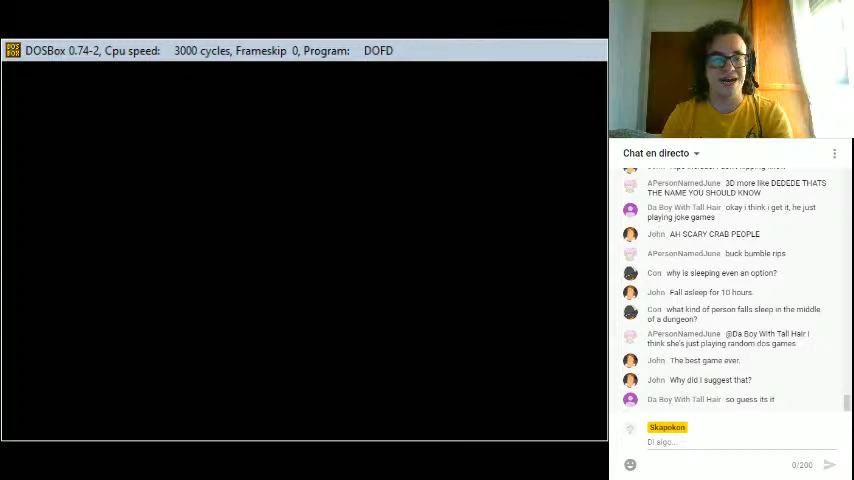 DOSBox 0.74-2, Cpu speed: 3000 cycles, Frameskip 0, Program: DOFD
Chat en directo
APersonNamedJune 3D more like DEDEDE THATS
THE NAME YOU SHOULD KNOW
Da Boy With Tall Hair okay i think i get it, he just
playing joke games
John AH SCARY CRAB PEOPLE
APersonNamedJune buck bumble rips
Con why is sleeping even an option?
John Fall asleep for 10 hours.
Con what kind of person falls sleep in the middle
of a dungeon?
APersonNamedJune @Da Boy With Tall Hair i
think she's just playing random dos games
John The best game ever.
John Why did I suggest that?
Da Boy With Tall Hair so guess its it
Skapokon
Di algo...
0/200